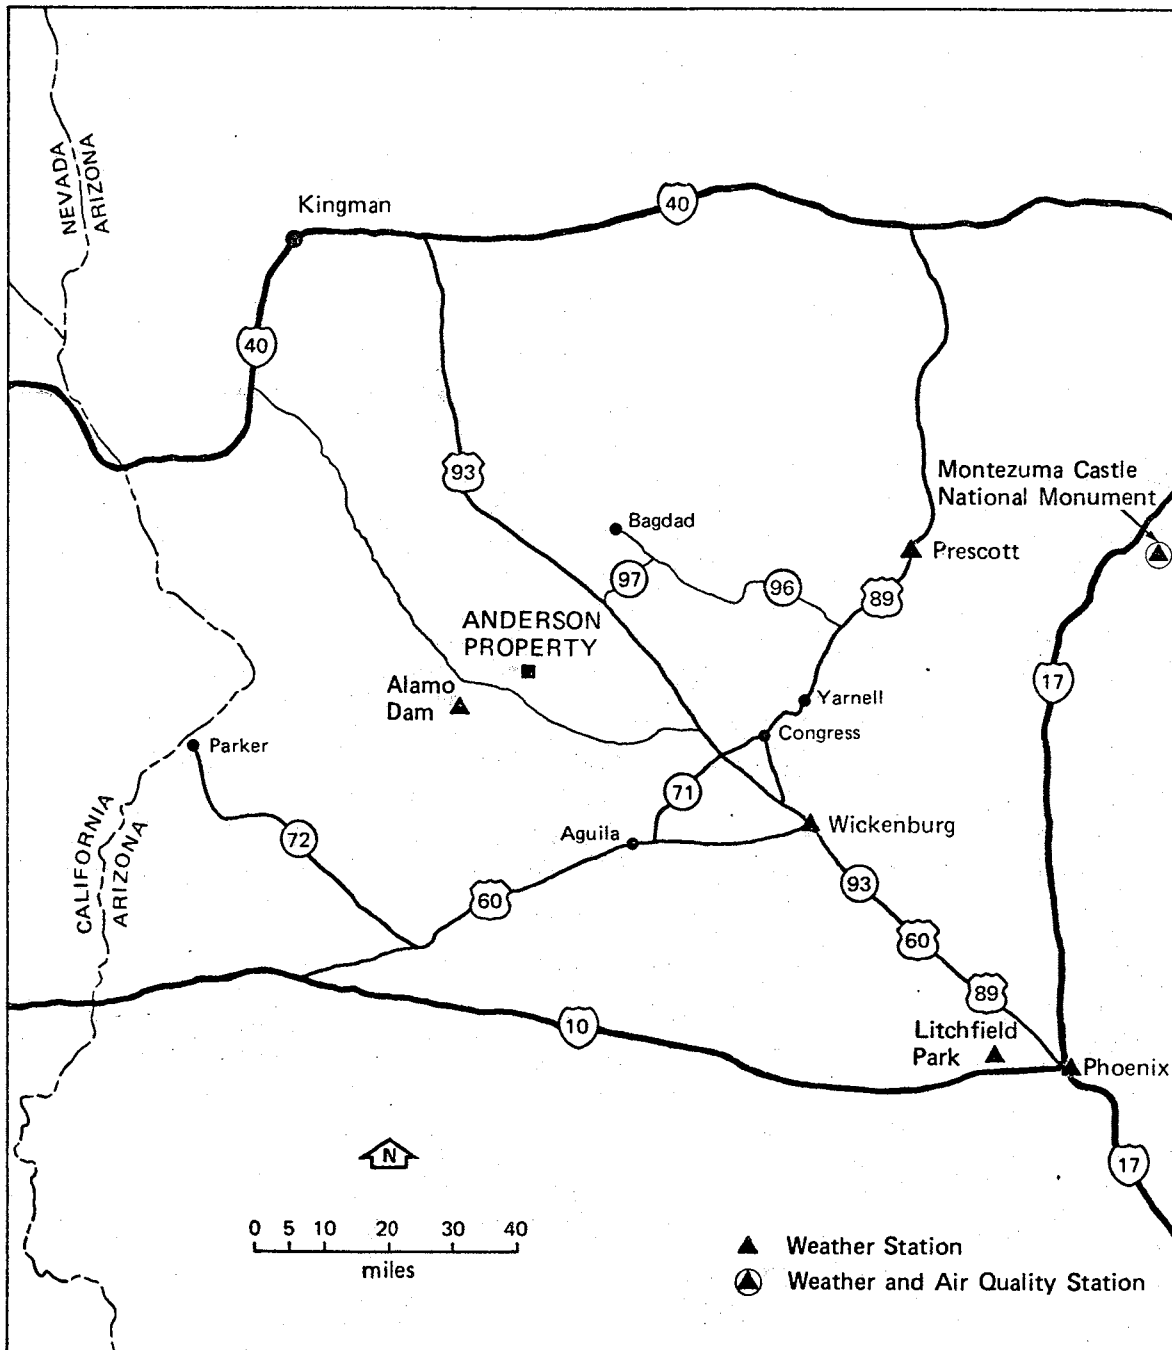 NEVADA
ARIZONA
Kingman
40
40
93
Montezuma Castle
National Monument
Bagdad
Prescott
97
96
89
ANDERSON
PROPERTY
Alamo
Dam
17
Yarnell
Congress
Parker
71
CALIFORNIA
ARIZONA
72
Aguila
Wickenburg
60
93
60
89
10
Litchfield
Park
Phoenix
N
17
0 5 10 20 30 40
miles
Weather Station
Weather and Air Quality Station